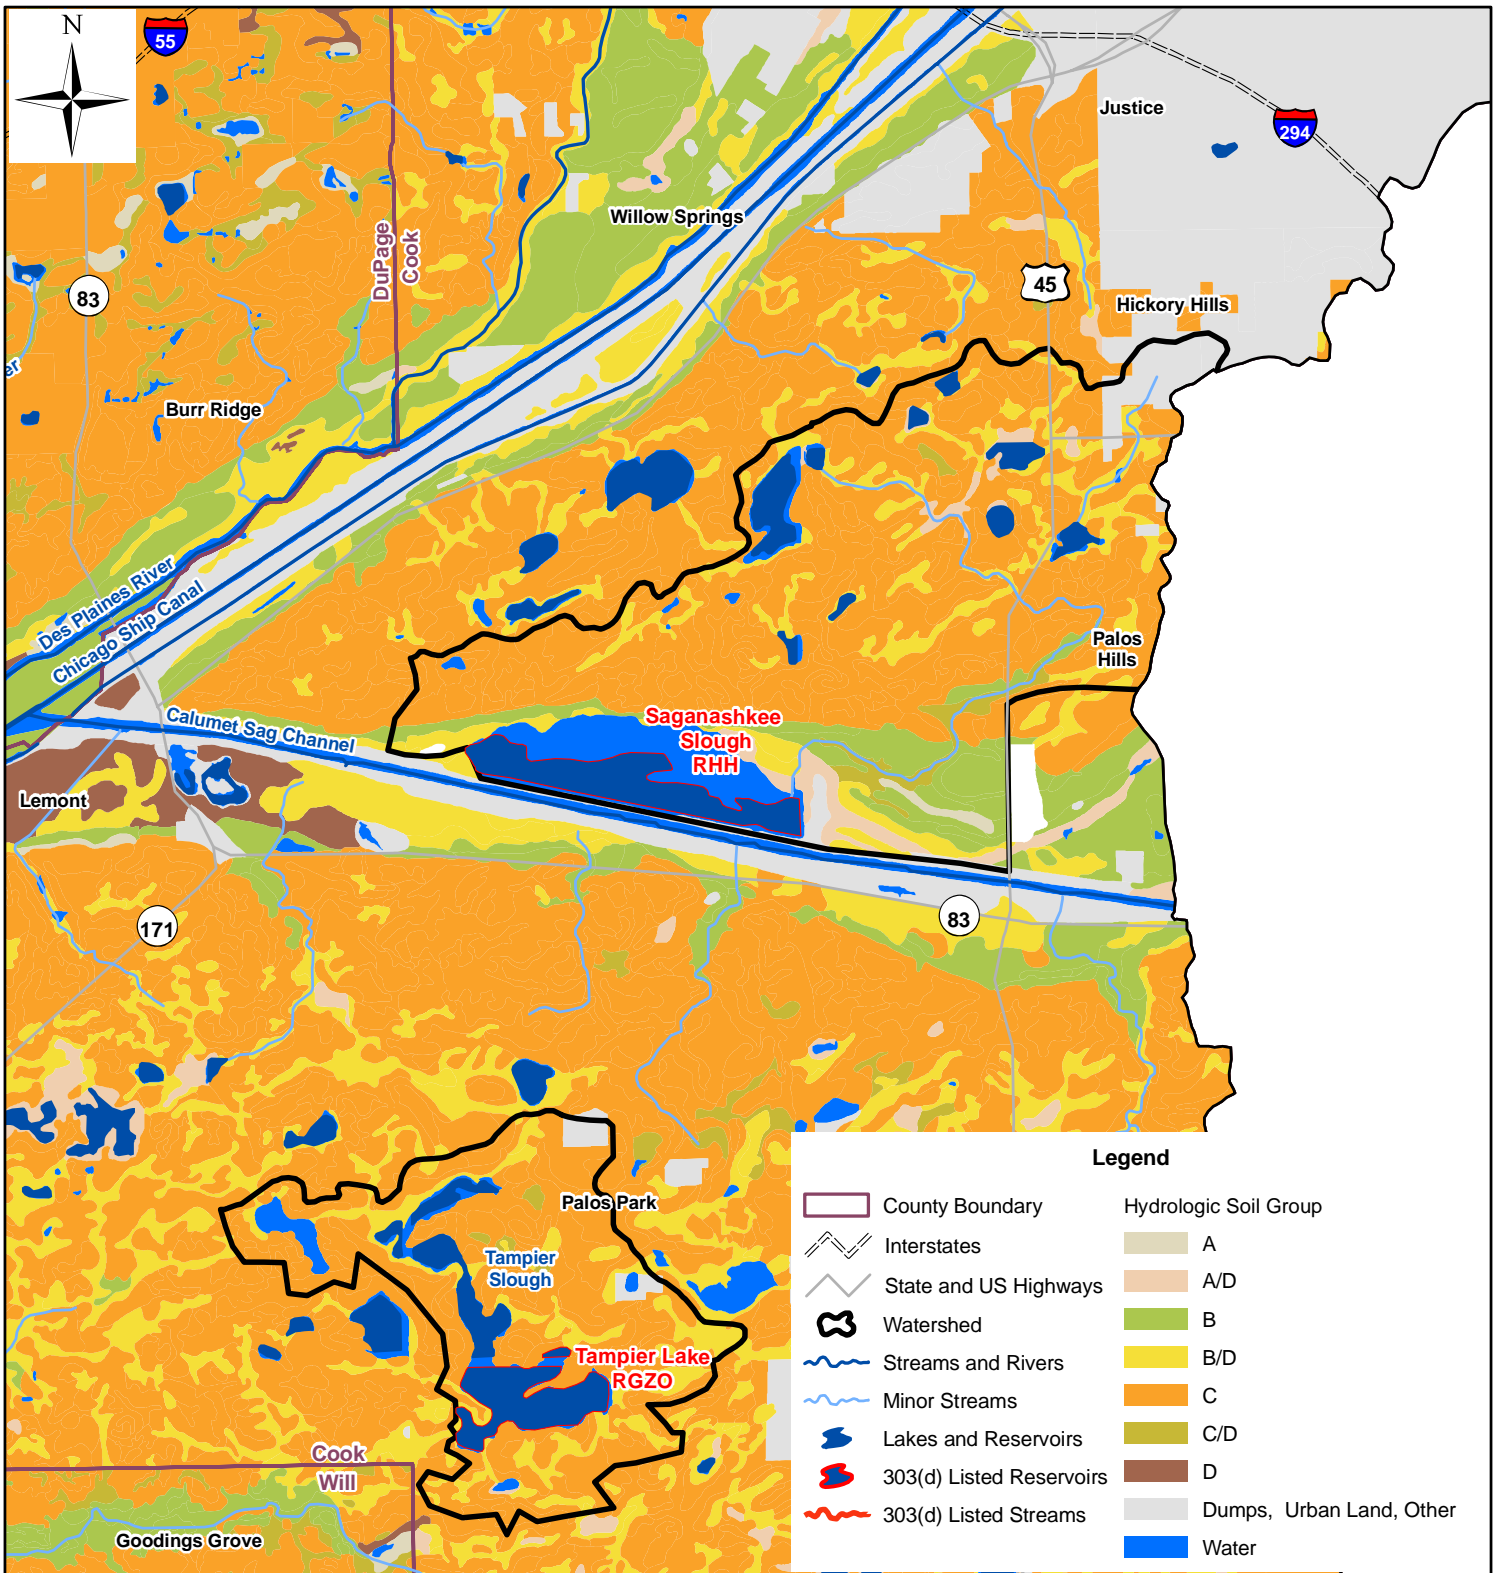 N
55
Justice
294
Willow Springs
DuPage
Cook
83
45
Hickory Hills
er
Burr Ridge
Des Plaines River
Chicago Ship Canal
Palos
Hills
Calumet Sag Channel
Saganashkee
Slough
RHH
Lemont
171
83
Palos Park
Tampier
Slough
Tampier Lake
RGZO
Cook
Will
Goodings Grove
Legend
County Boundary
Interstates
State and US Highways
Watershed
Streams and Rivers
Minor Streams
Lakes and Reservoirs
303(d) Listed Reservoirs
303(d) Listed Streams
Hydrologic Soil Group
A
A/D
B
B/D
C
C/D
D
Dumps, Urban Land, Other
Water